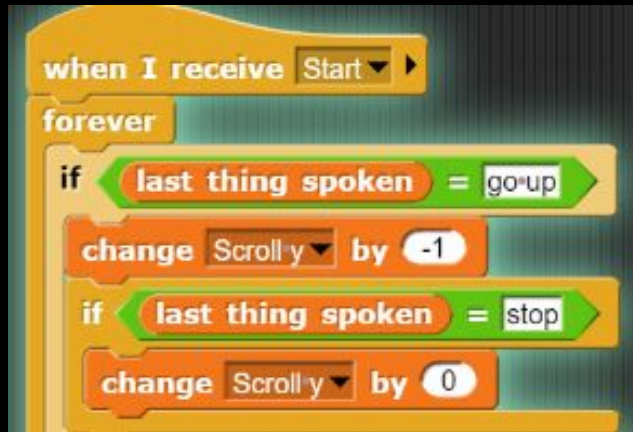 when I receive Start
forever
if last thing spoken = go up
change Scroll y by -1
if last thing spoken = stop
change Scroll y by 0